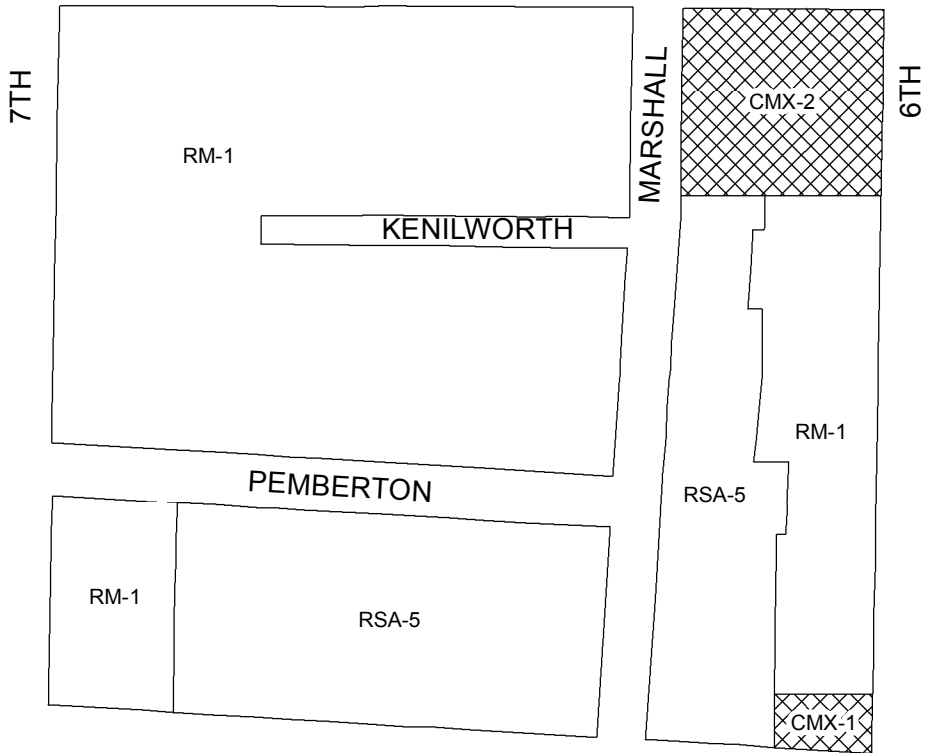 7TH
MARSHALL
6TH
CMX-2
RM-1
KENILWORTH
RM-1
PEMBERTON
RSA-5
RM-1
RSA-5
CMX-1